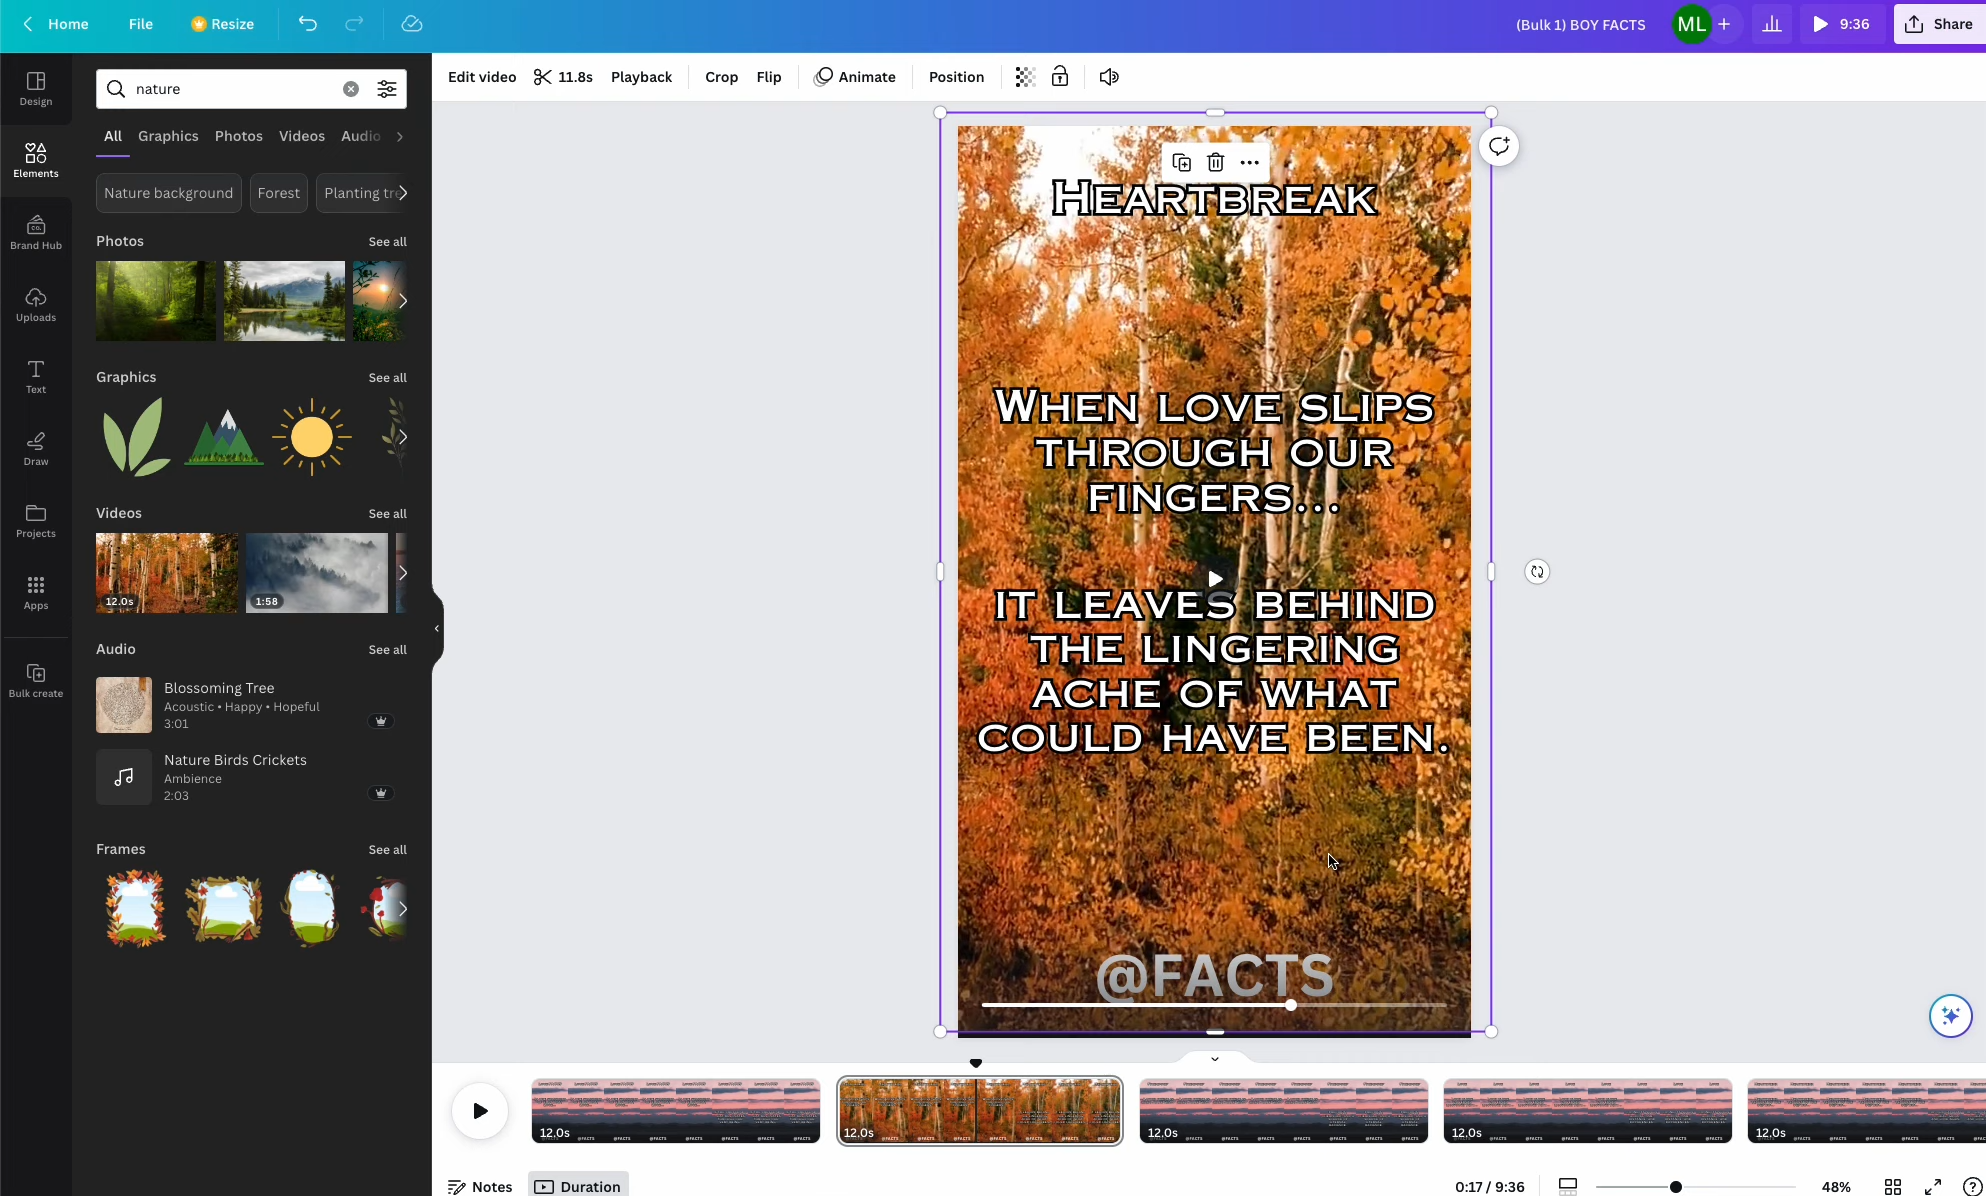 Home File Resize
(Bulk 1) BOY FACTS ML 9:36 Share
Design
Elements
Brand Hub
Uploads
Text
Draw
Projects
Apps
Bulk create
nature
All Graphics Photos Videos Audio
Nature background Forest Planting
Photos See all
Graphics See all
Videos See all
12.0s 1:58
Audio See all
Blossoming Tree
Acoustic • Happy • Hopeful
3:01
Nature Birds Crickets
Ambience
2:03
Frames See all
Edit video 11.8s Playback Crop Flip Animate Position
HEARTBREAK
WHEN LOVE SLIPS
THROUGH OUR
FINGERS...
IT LEAVES BEHIND
THE LINGERING
ACHE OF WHAT
COULD HAVE BEEN.
@FACTS
12.0s 12.0s 12.0s 12.0s 12.0s
Notes Duration 0:17 / 9:36 48%